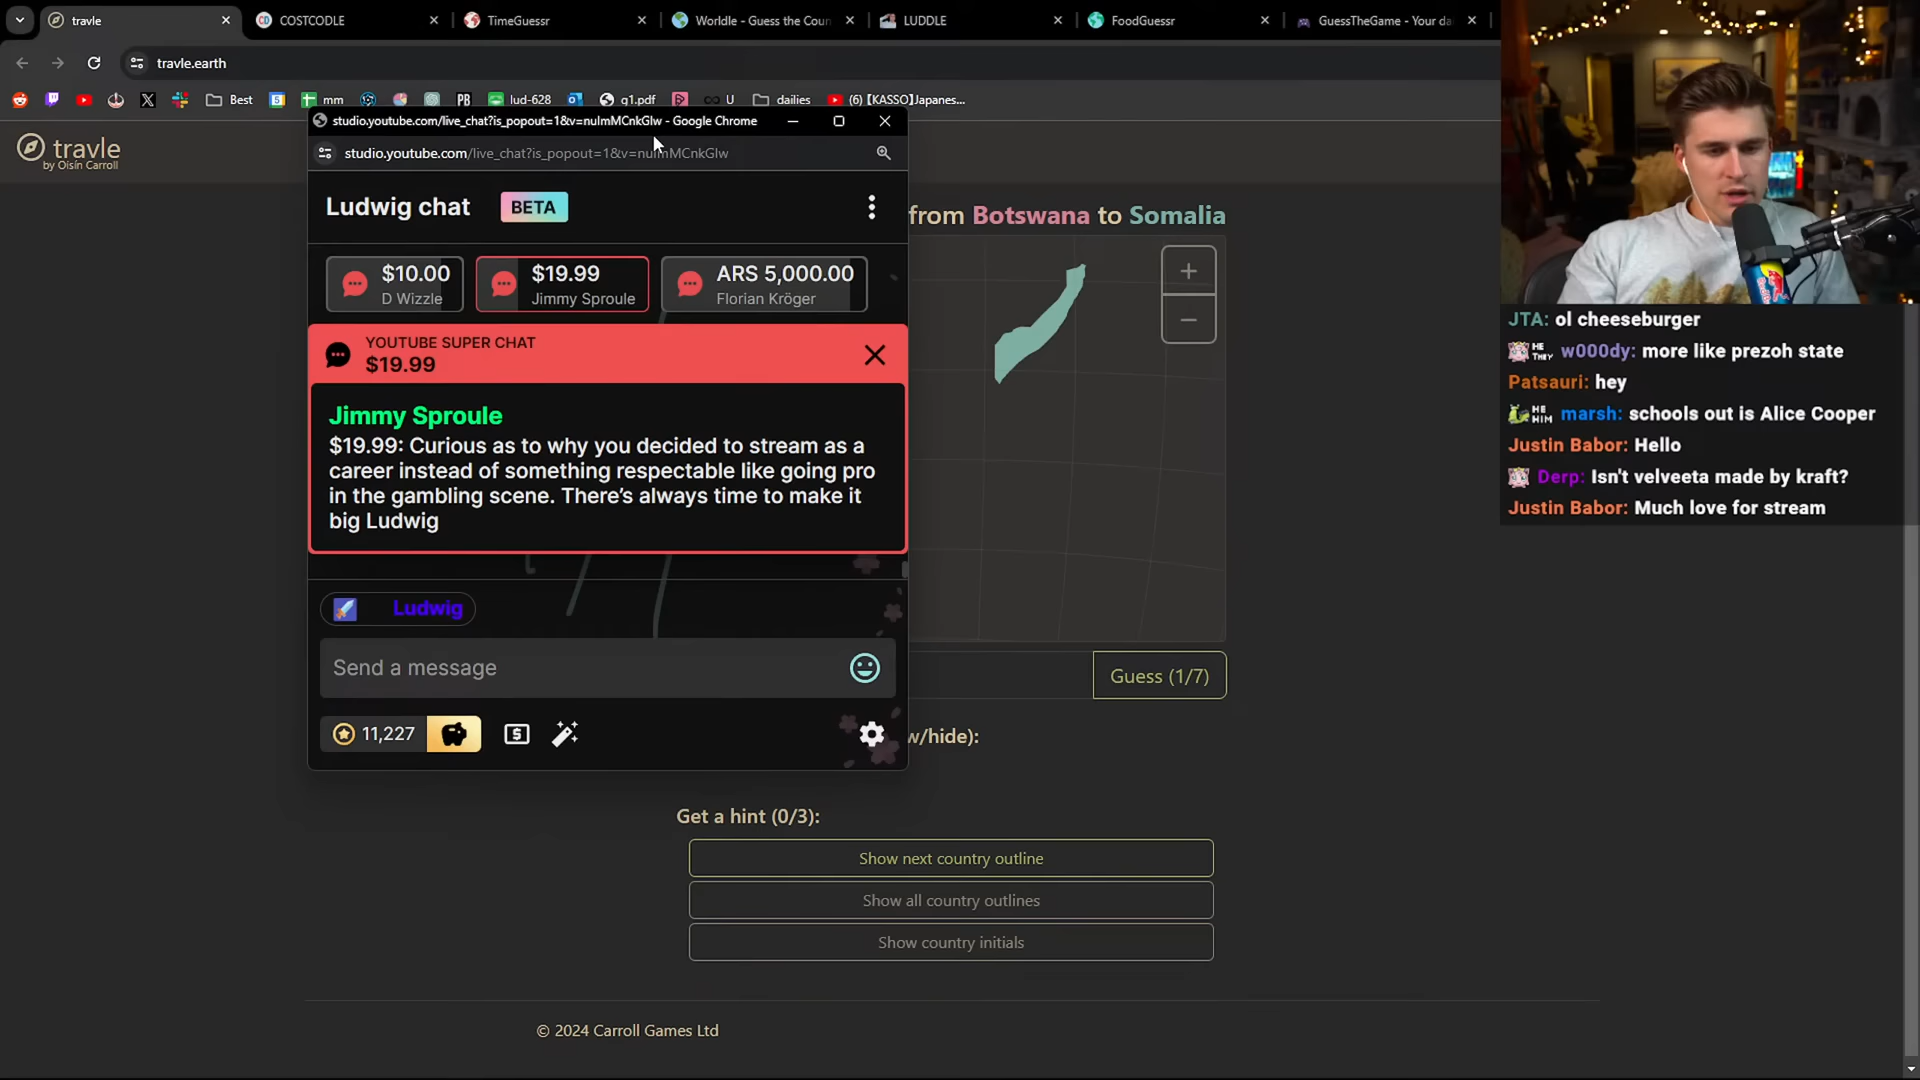 travle
COSTCODLE
TimeGuessr
Worldle - Guess the Coun
LUDDLE
FoodGuessr
GuessTheGame - Your da
travle.earth
Best
mm
PB
lud-628
q1.pdf
U
dailies
(6) 【KASSO】Japanes...
studio.youtube.com/live_chat?is_popout=1&v=nulmMCnkGlw - Google Chrome
studio.youtube.com/live_chat?is_popout=1&v=nulmMCnkGlw
travle
by Oisín Carroll
Ludwig chat
BETA
from Botswana to Somalia
$10.00
D Wizzle
$19.99
Jimmy Sproule
ARS 5,000.00
Florian Kröger
YOUTUBE SUPER CHAT
$19.99
Jimmy Sproule
$19.99: Curious as to why you decided to stream as a
career instead of something respectable like going pro
in the gambling scene. There's always time to make it
big Ludwig
Ludwig
Send a message
11,227
Guess (1/7)
w/hide):
Get a hint (0/3):
Show next country outline
Show all country outlines
Show country initials
© 2024 Carroll Games Ltd
JTA: ol cheeseburger
HE THEY w000dy: more like prezoh state
Patsauri: hey
HE HIM marsh: schools out is Alice Cooper
Justin Babor: Hello
Derp: Isn't velveeta made by kraft?
Justin Babor: Much love for stream